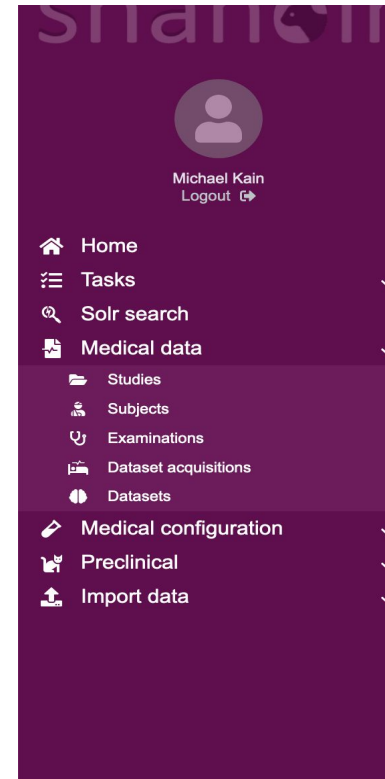 Michael Kain
Logout
Home
Tasks
Solr search
Medical data
Studies
Subjects
Examinations
Dataset acquisitions
Datasets
Medical configuration
Preclinical
Import data